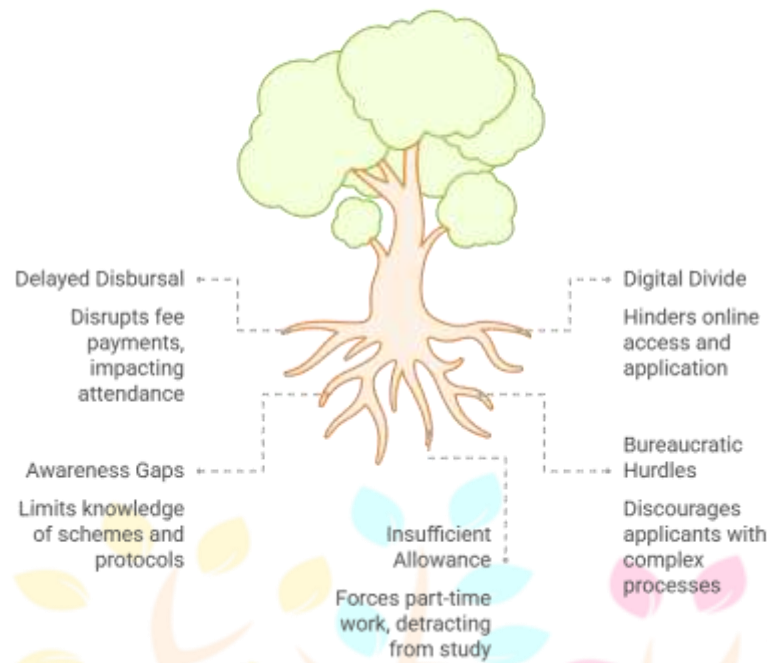 Delayed Disbursal
Disrupts fee
payments,
impacting
attendance
Digital Divide
Hinders online
access and
application
Awareness Gaps
Limits knowledge
of schemes and
protocols
Insufficient
Allowance
Forces part-time
work, detracting
from study
Bureaucratic
Hurdles
Discourages
applicants with
complex
processes